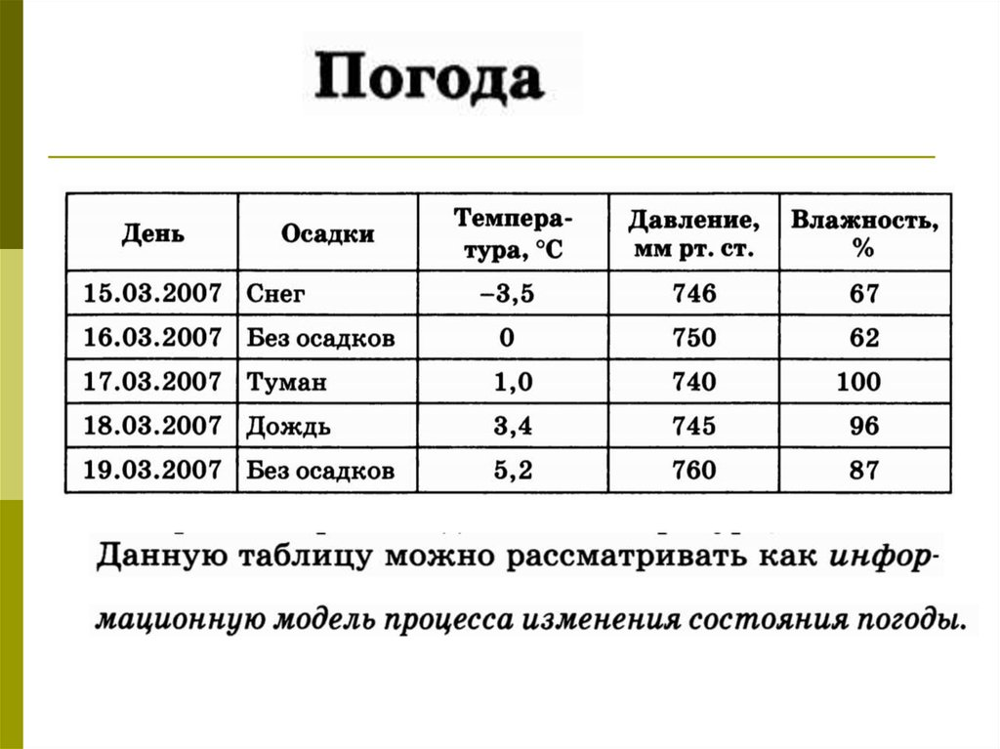 Погода
День Осадки Темпера-тура, °С Давление, мм рт. ст. Влажность, %
15.03.2007 Снег –3,5 746 67
16.03.2007 Без осадков 0 750 62
17.03.2007 Туман 1,0 740 100
18.03.2007 Дождь 3,4 745 96
19.03.2007 Без осадков 5,2 760 87
Данную таблицу можно рассматривать как инфор-
мационную модель процесса изменения состояния погоды.